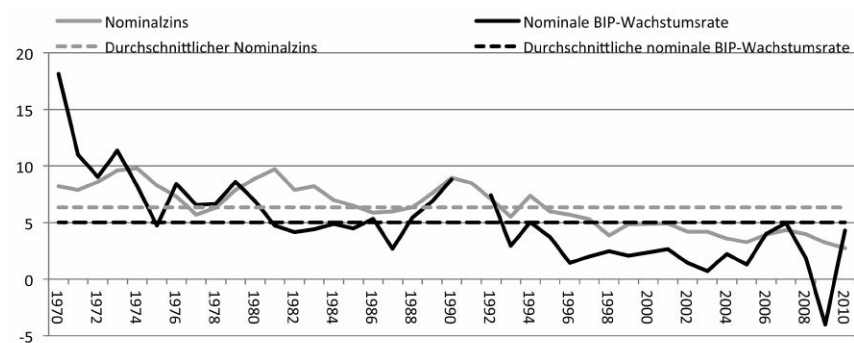 Nominalzins Nominale BIP-Wachstumsrate
Durchschnittlicher Nominalzins Durchschnittliche nominale BIP-Wachstumsrate
20
15
10
5
0
-5
1970 1972 1974 1976 1978 1980 1982 1984 1986 1988 1990 1992 1994 1996 1998 2000 2002 2004 2006 2008 2010